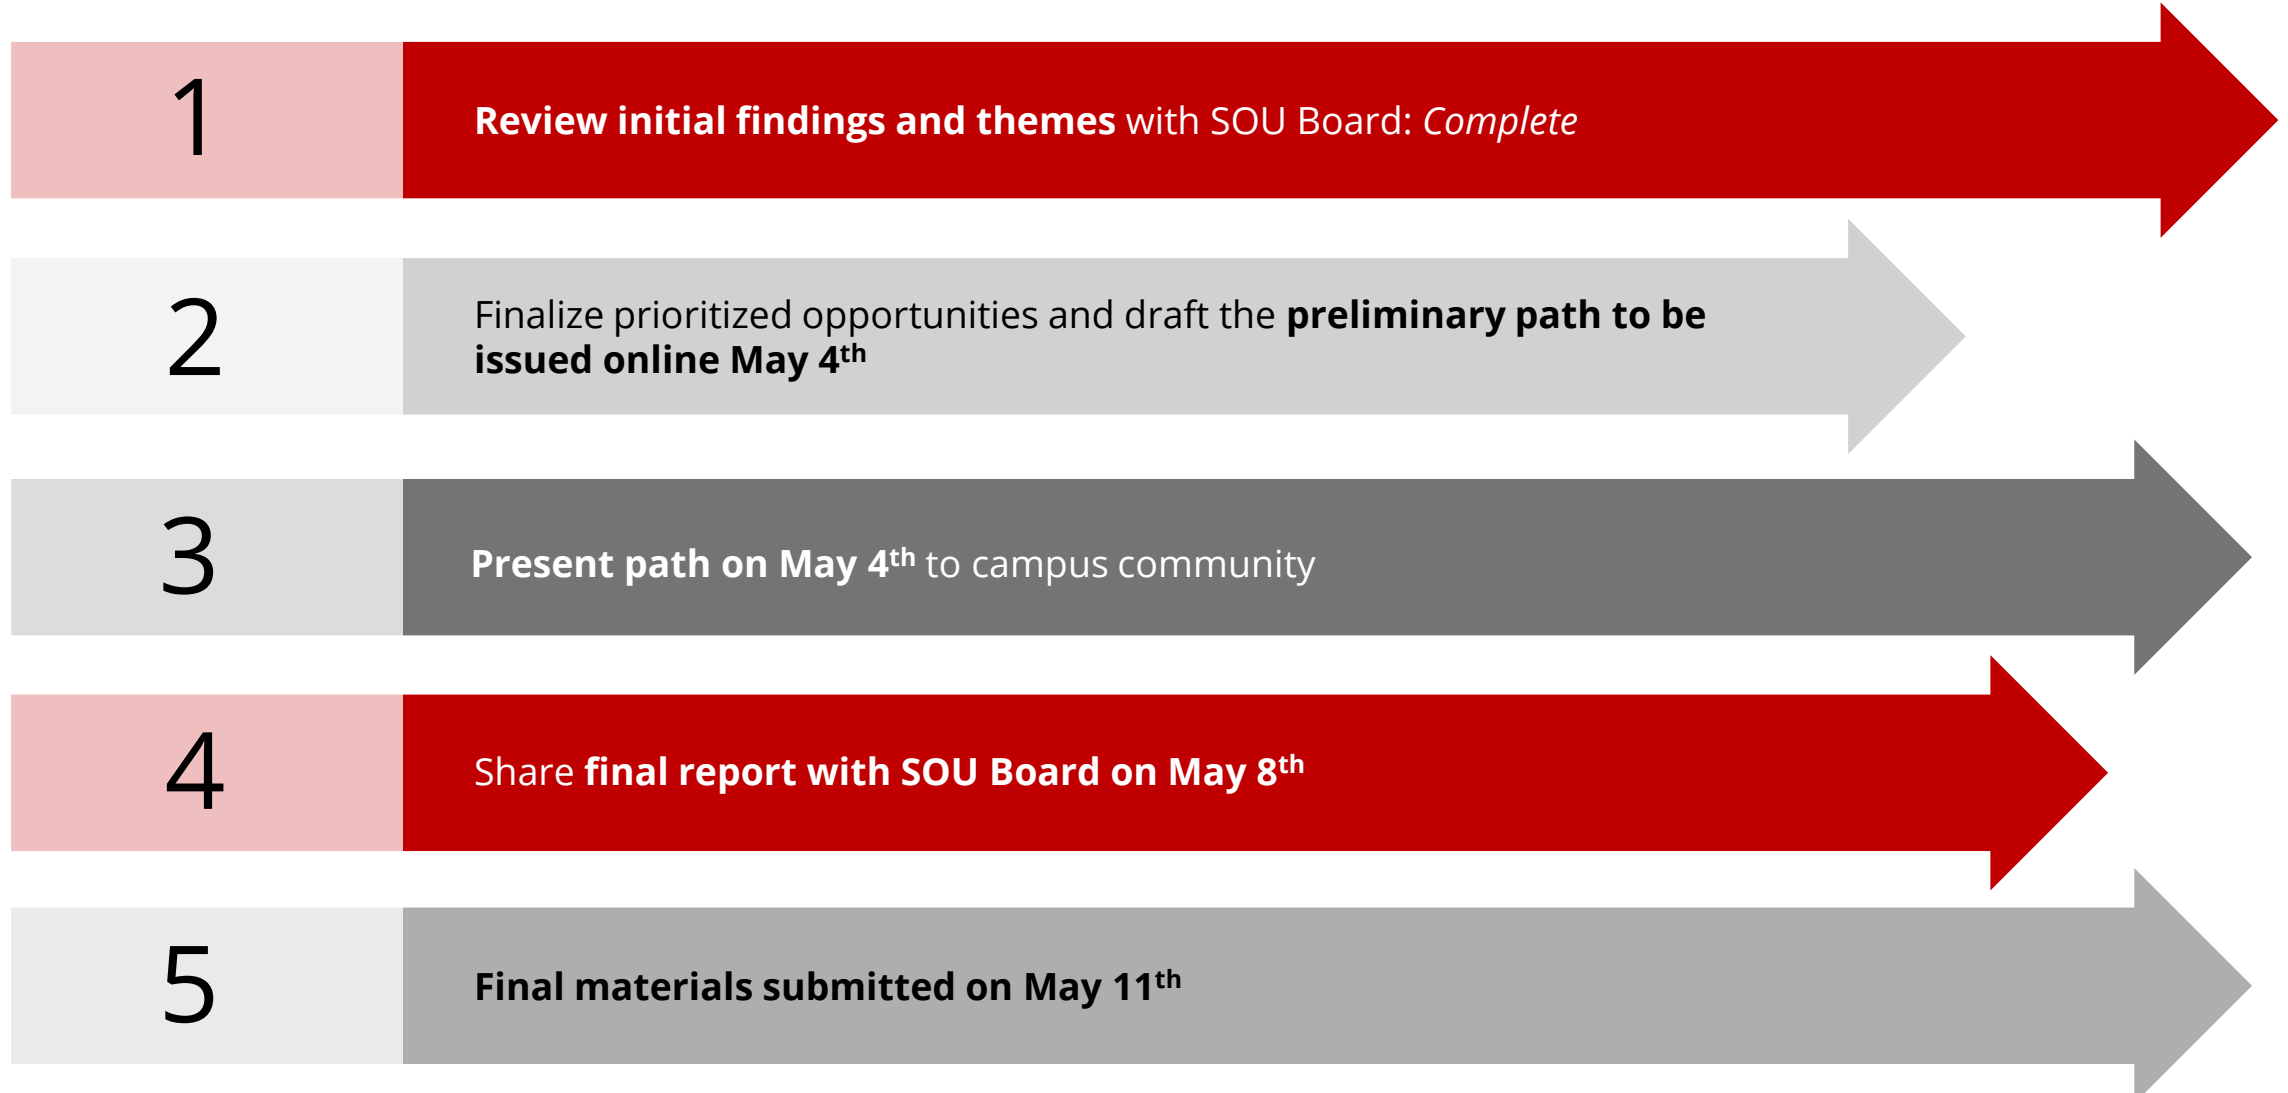 1
Review initial findings and themes with SOU Board: Complete
2
Finalize prioritized opportunities and draft the preliminary path to be
issued online May 4th
3
Present path on May 4th to campus community
4
Share final report with SOU Board on May 8th
5
Final materials submitted on May 11th